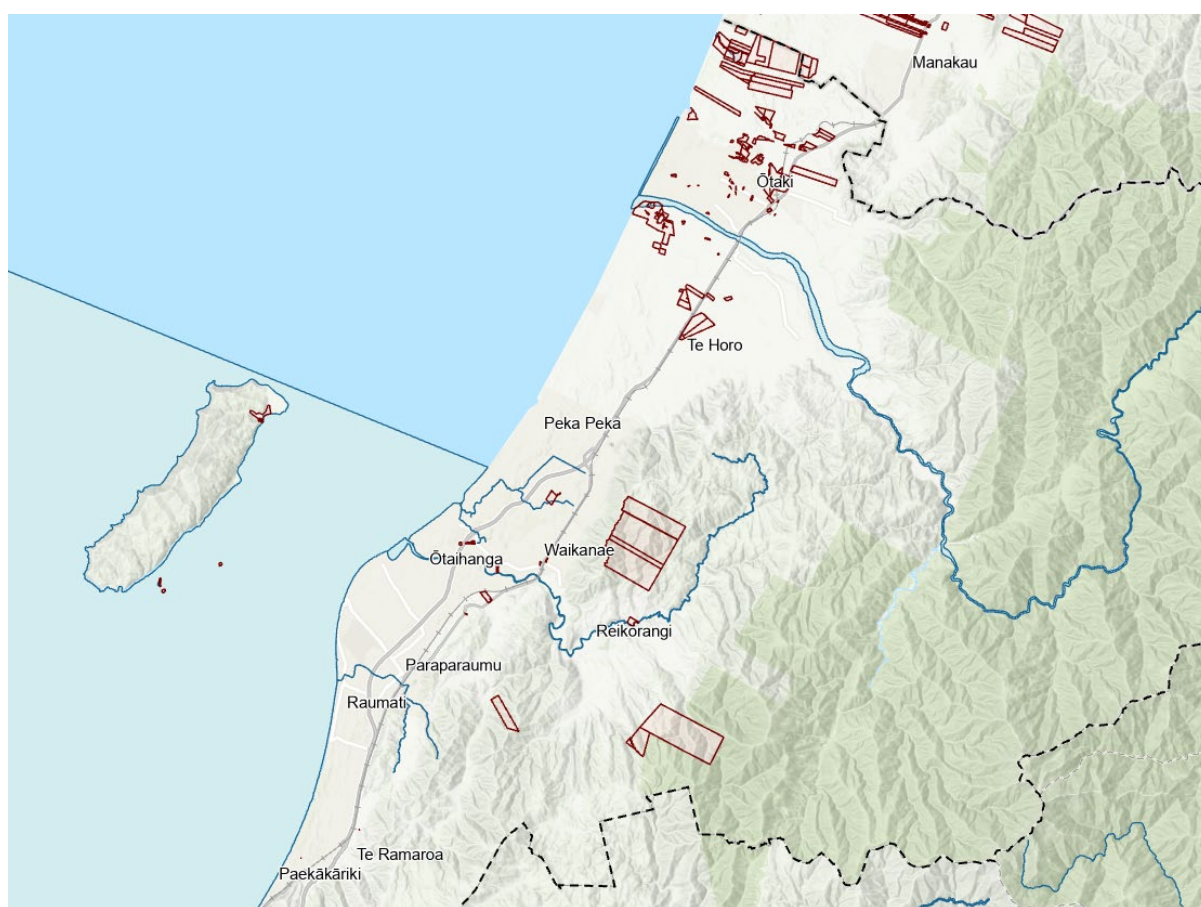 Manakau
Ōtaki
Te Horo
Peka Peka
Waikanae
Ōtaihanga
Reikorangi
Paraparaumu
Raumati
Te Ramaroa
Paekākāriki